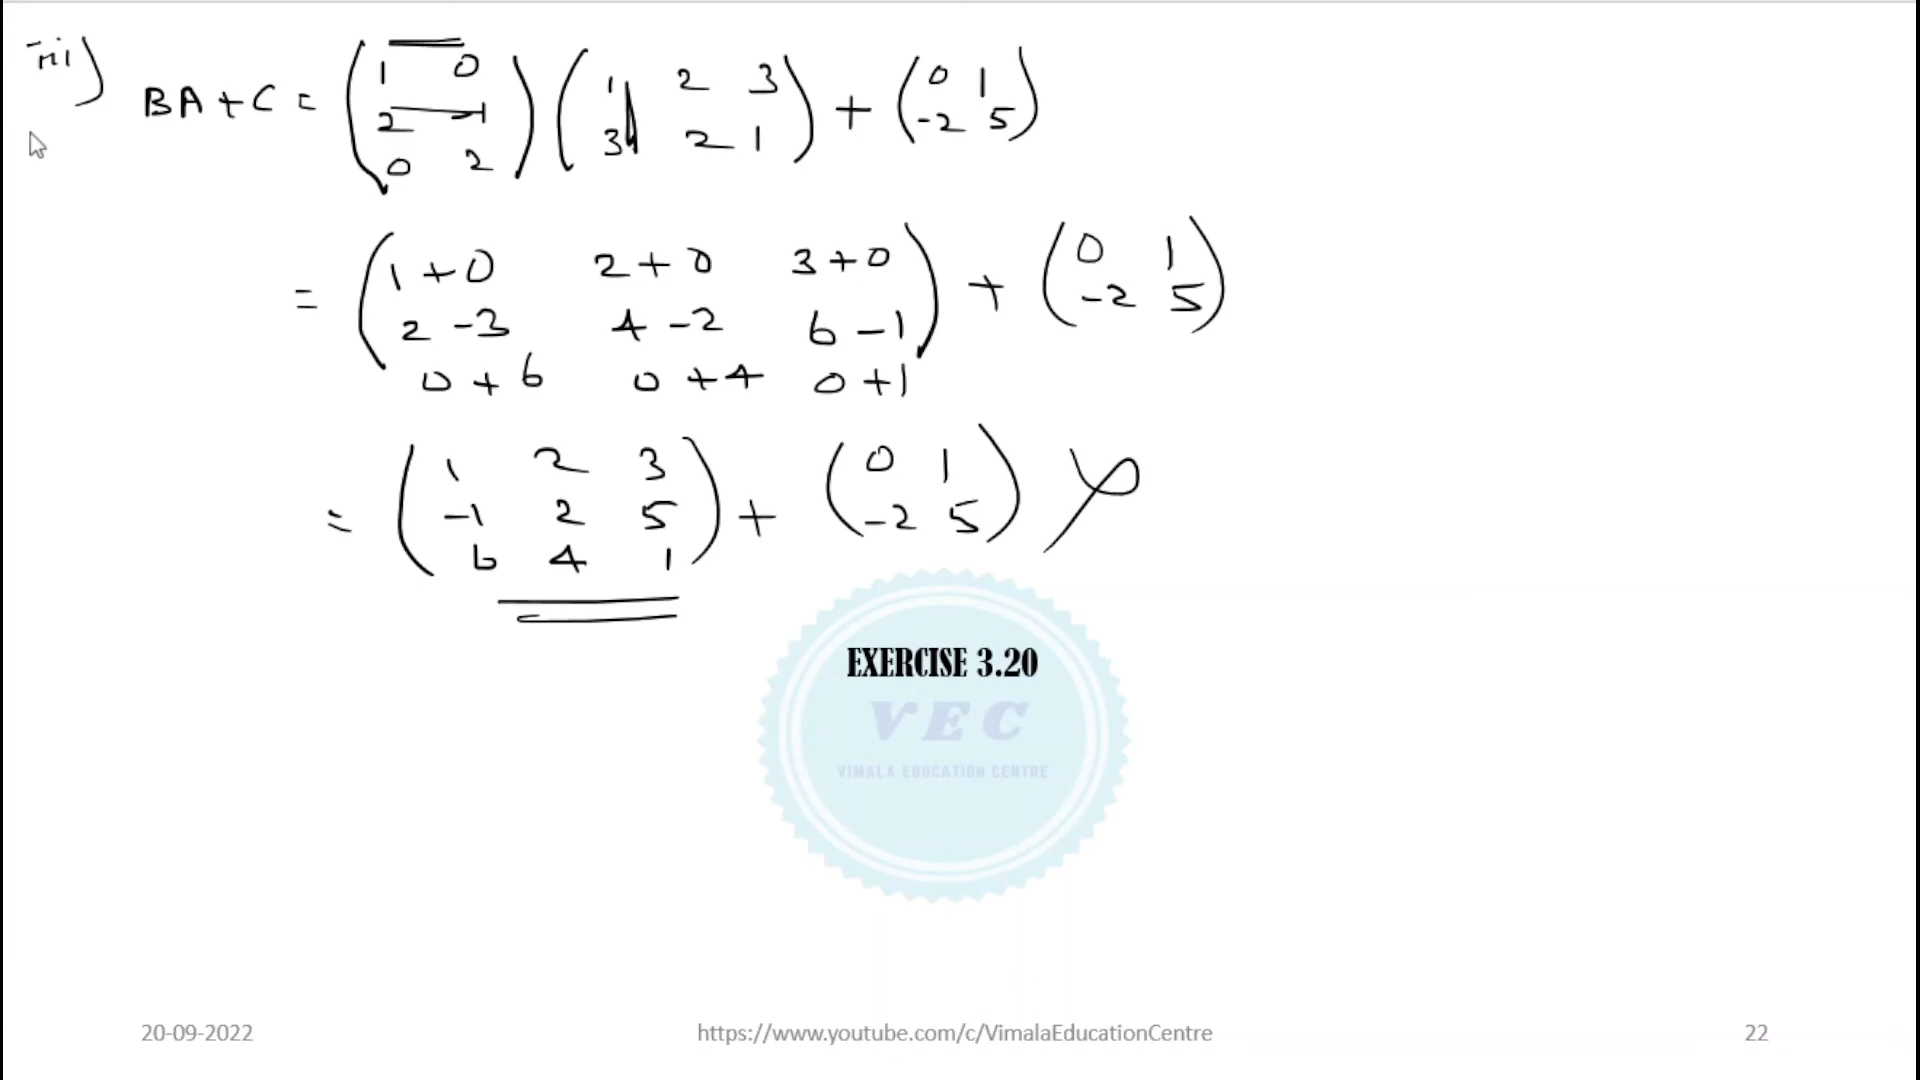 iii) BA + C = ( 1 0 ) ( 1 2 3 ) + ( 0 1 )
2 -1 3 2 1 -2 5
0 2
= ( 1 + 0 2 + 0 3 + 0 ) + ( 0 1 )
2 - 3 4 - 2 6 - 1 -2 5
0 + 6 0 + 4 0 + 1
= ( 1 2 3 ) + ( 0 1 )
-1 2 5 -2 5
6 4 1
EXERCISE 3.20
VEC
VIMALA EDUCATION CENTRE
20-09-2022 https://www.youtube.com/c/VimalaEducationCentre 22